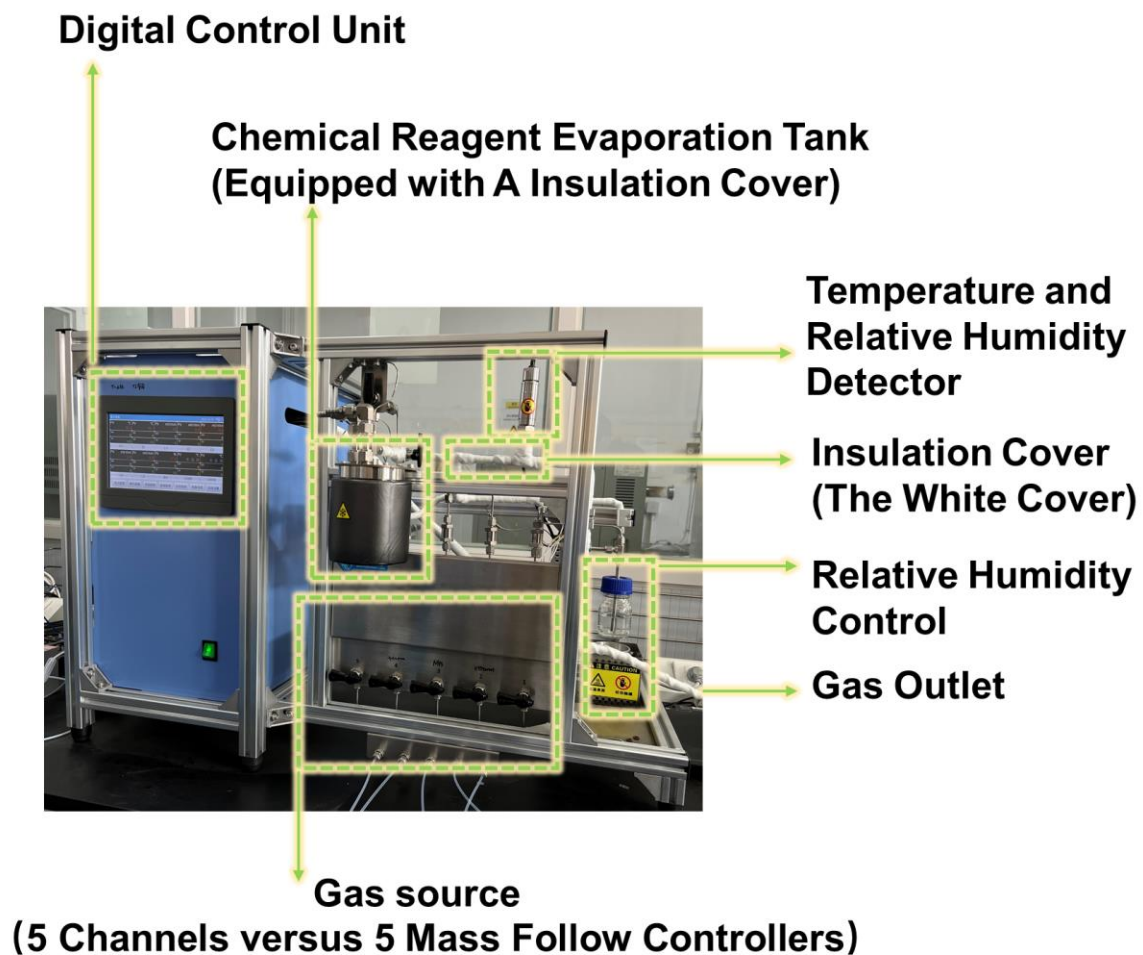 Digital Control Unit
Chemical Reagent Evaporation Tank
(Equipped with A Insulation Cover)
Temperature and
Relative Humidity
Detector
Insulation Cover
(The White Cover)
Relative Humidity
Control
CAUTION
Gas Outlet
Gas source
(5 Channels versus 5 Mass Follow Controllers)